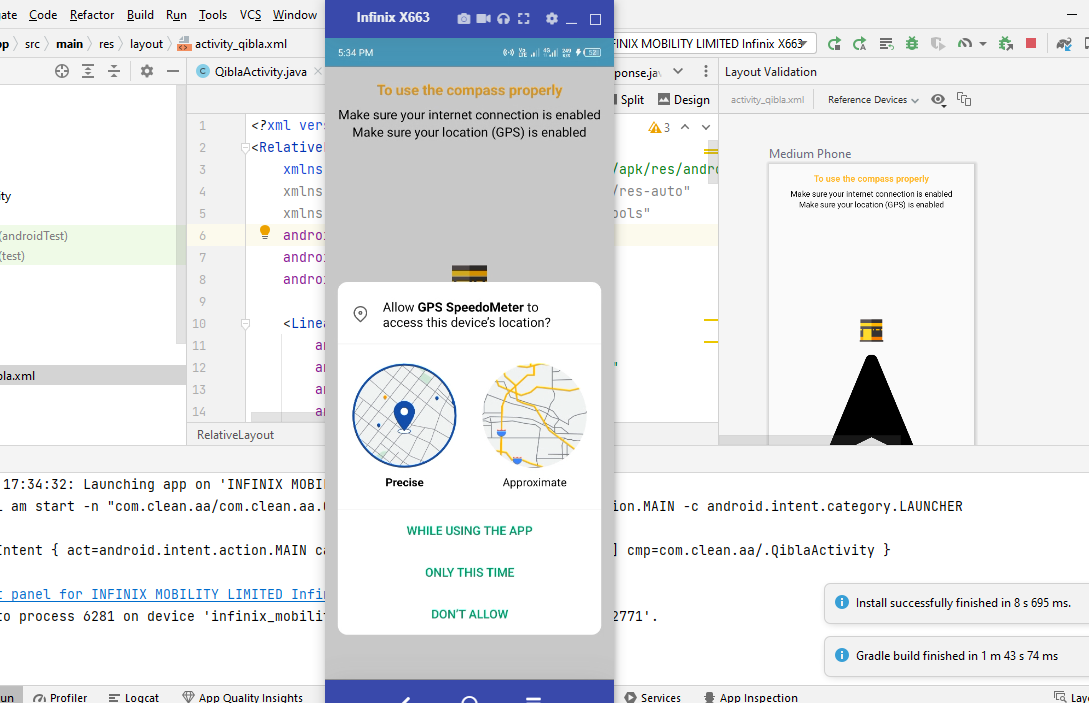 ate Code Refactor Build Run Tools VCS Window
Infinix X663
pp src main res layout activity_qibla.xml
INFINIX MOBILITY LIMITED Infinix X663
5:34 PM
QiblaActivity.java
ponse.jav
Layout Validation
Split Design
activity_qibla.xml
Reference Devices
To use the compass properly
Make sure your internet connection is enabled
Make sure your location (GPS) is enabled
1 <?xml vers
3
2 <Relative
3 xmlns /apk/res/andro
4 xmlns /res-auto"
5 xmlns ools"
6 andro
7 andro
8 andro
9
10 <Linea
11 an
12 an "
13 an
14 an
ity
(androidTest)
(test)
bla.xml
Medium Phone
To use the compass properly
Make sure your internet connection is enabled
Make sure your location (GPS) is enabled
Allow GPS SpeedoMeter to
access this device's location?
Precise
Approximate
WHILE USING THE APP
ONLY THIS TIME
DON'T ALLOW
RelativeLayout
17:34:32: Launching app on 'INFINIX MOBI
l am start -n "com.clean.aa/com.clean.aa. ion.MAIN -c android.intent.category.LAUNCHER
Intent { act=android.intent.action.MAIN ca ] cmp=com.clean.aa/.QiblaActivity }
t panel for INFINIX MOBILITY LIMITED Infin
to process 6281 on device 'infinix_mobilit 2771'.
Install successfully finished in 8 s 695 ms.
Gradle build finished in 1 m 43 s 74 ms
un Profiler Logcat App Quality Insights Services App Inspection Layo